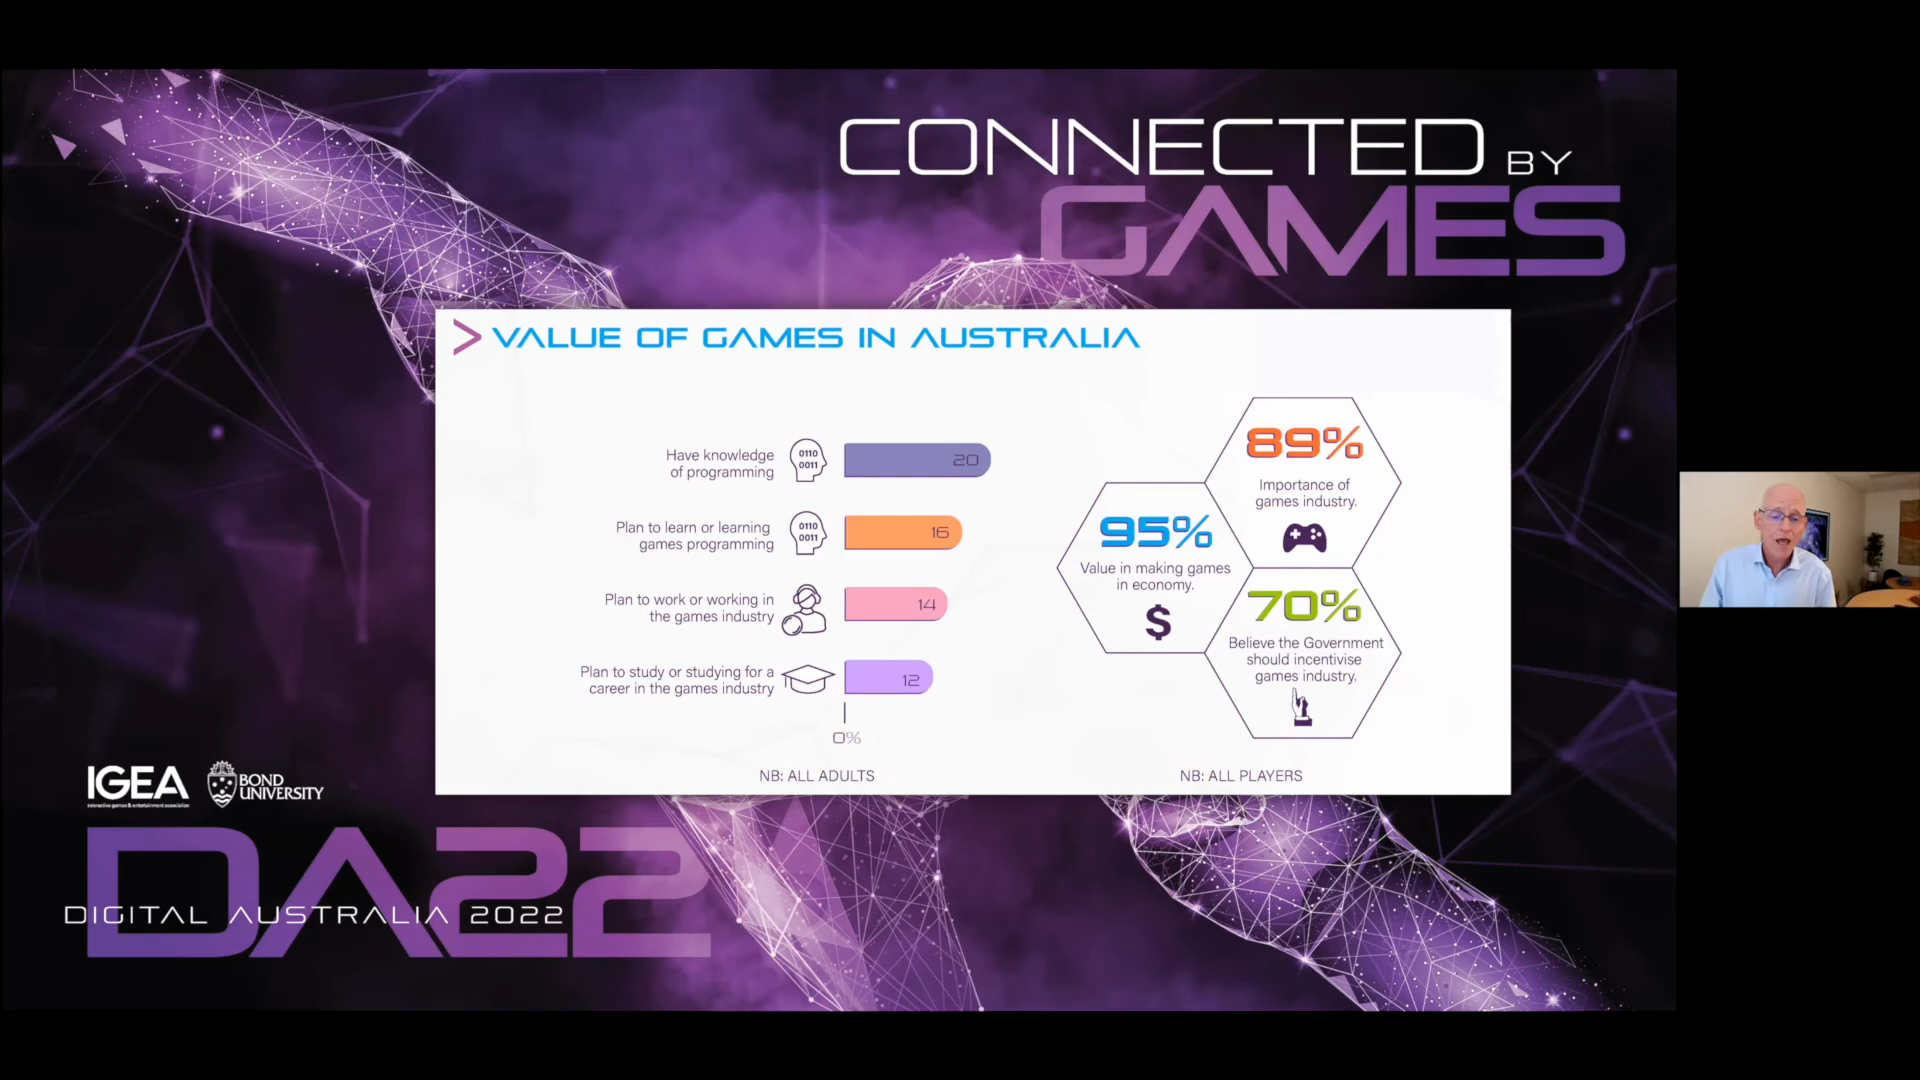 CONNECTED BY
GAMES
VALUE OF GAMES IN AUSTRALIA
Have knowledge
of programming
0110
0011
20
Plan to learn or learning
games programming
0110
0011
16
Plan to work or working in
the games industry
14
Plan to study or studying for a
career in the games industry
12
0%
NB: ALL ADULTS
89%
Importance of
games industry.
95%
Value in making games
in economy.
$
70%
Believe the Government
should incentivise
games industry.
NB: ALL PLAYERS
IGEA
interactive games & entertainment association
BOND
UNIVERSITY
DA22
DIGITAL AUSTRALIA 2022